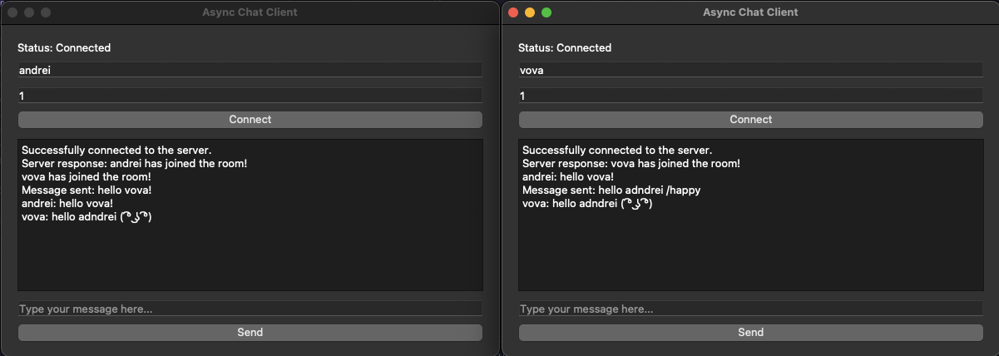 Async Chat Client
Status: Connected
andrei
1
Connect
Successfully connected to the server.
Server response: andrei has joined the room!
vova has joined the room!
Message sent: hello vova!
andrei: hello vova!
vova: hello adndrei ( ͡° ͜ʖ ͡°)
Type your message here...
Send
Async Chat Client
Status: Connected
vova
1
Connect
Successfully connected to the server.
Server response: vova has joined the room!
andrei: hello vova!
Message sent: hello adndrei /happy
vova: hello adndrei ( ͡° ͜ʖ ͡°)
Type your message here...
Send